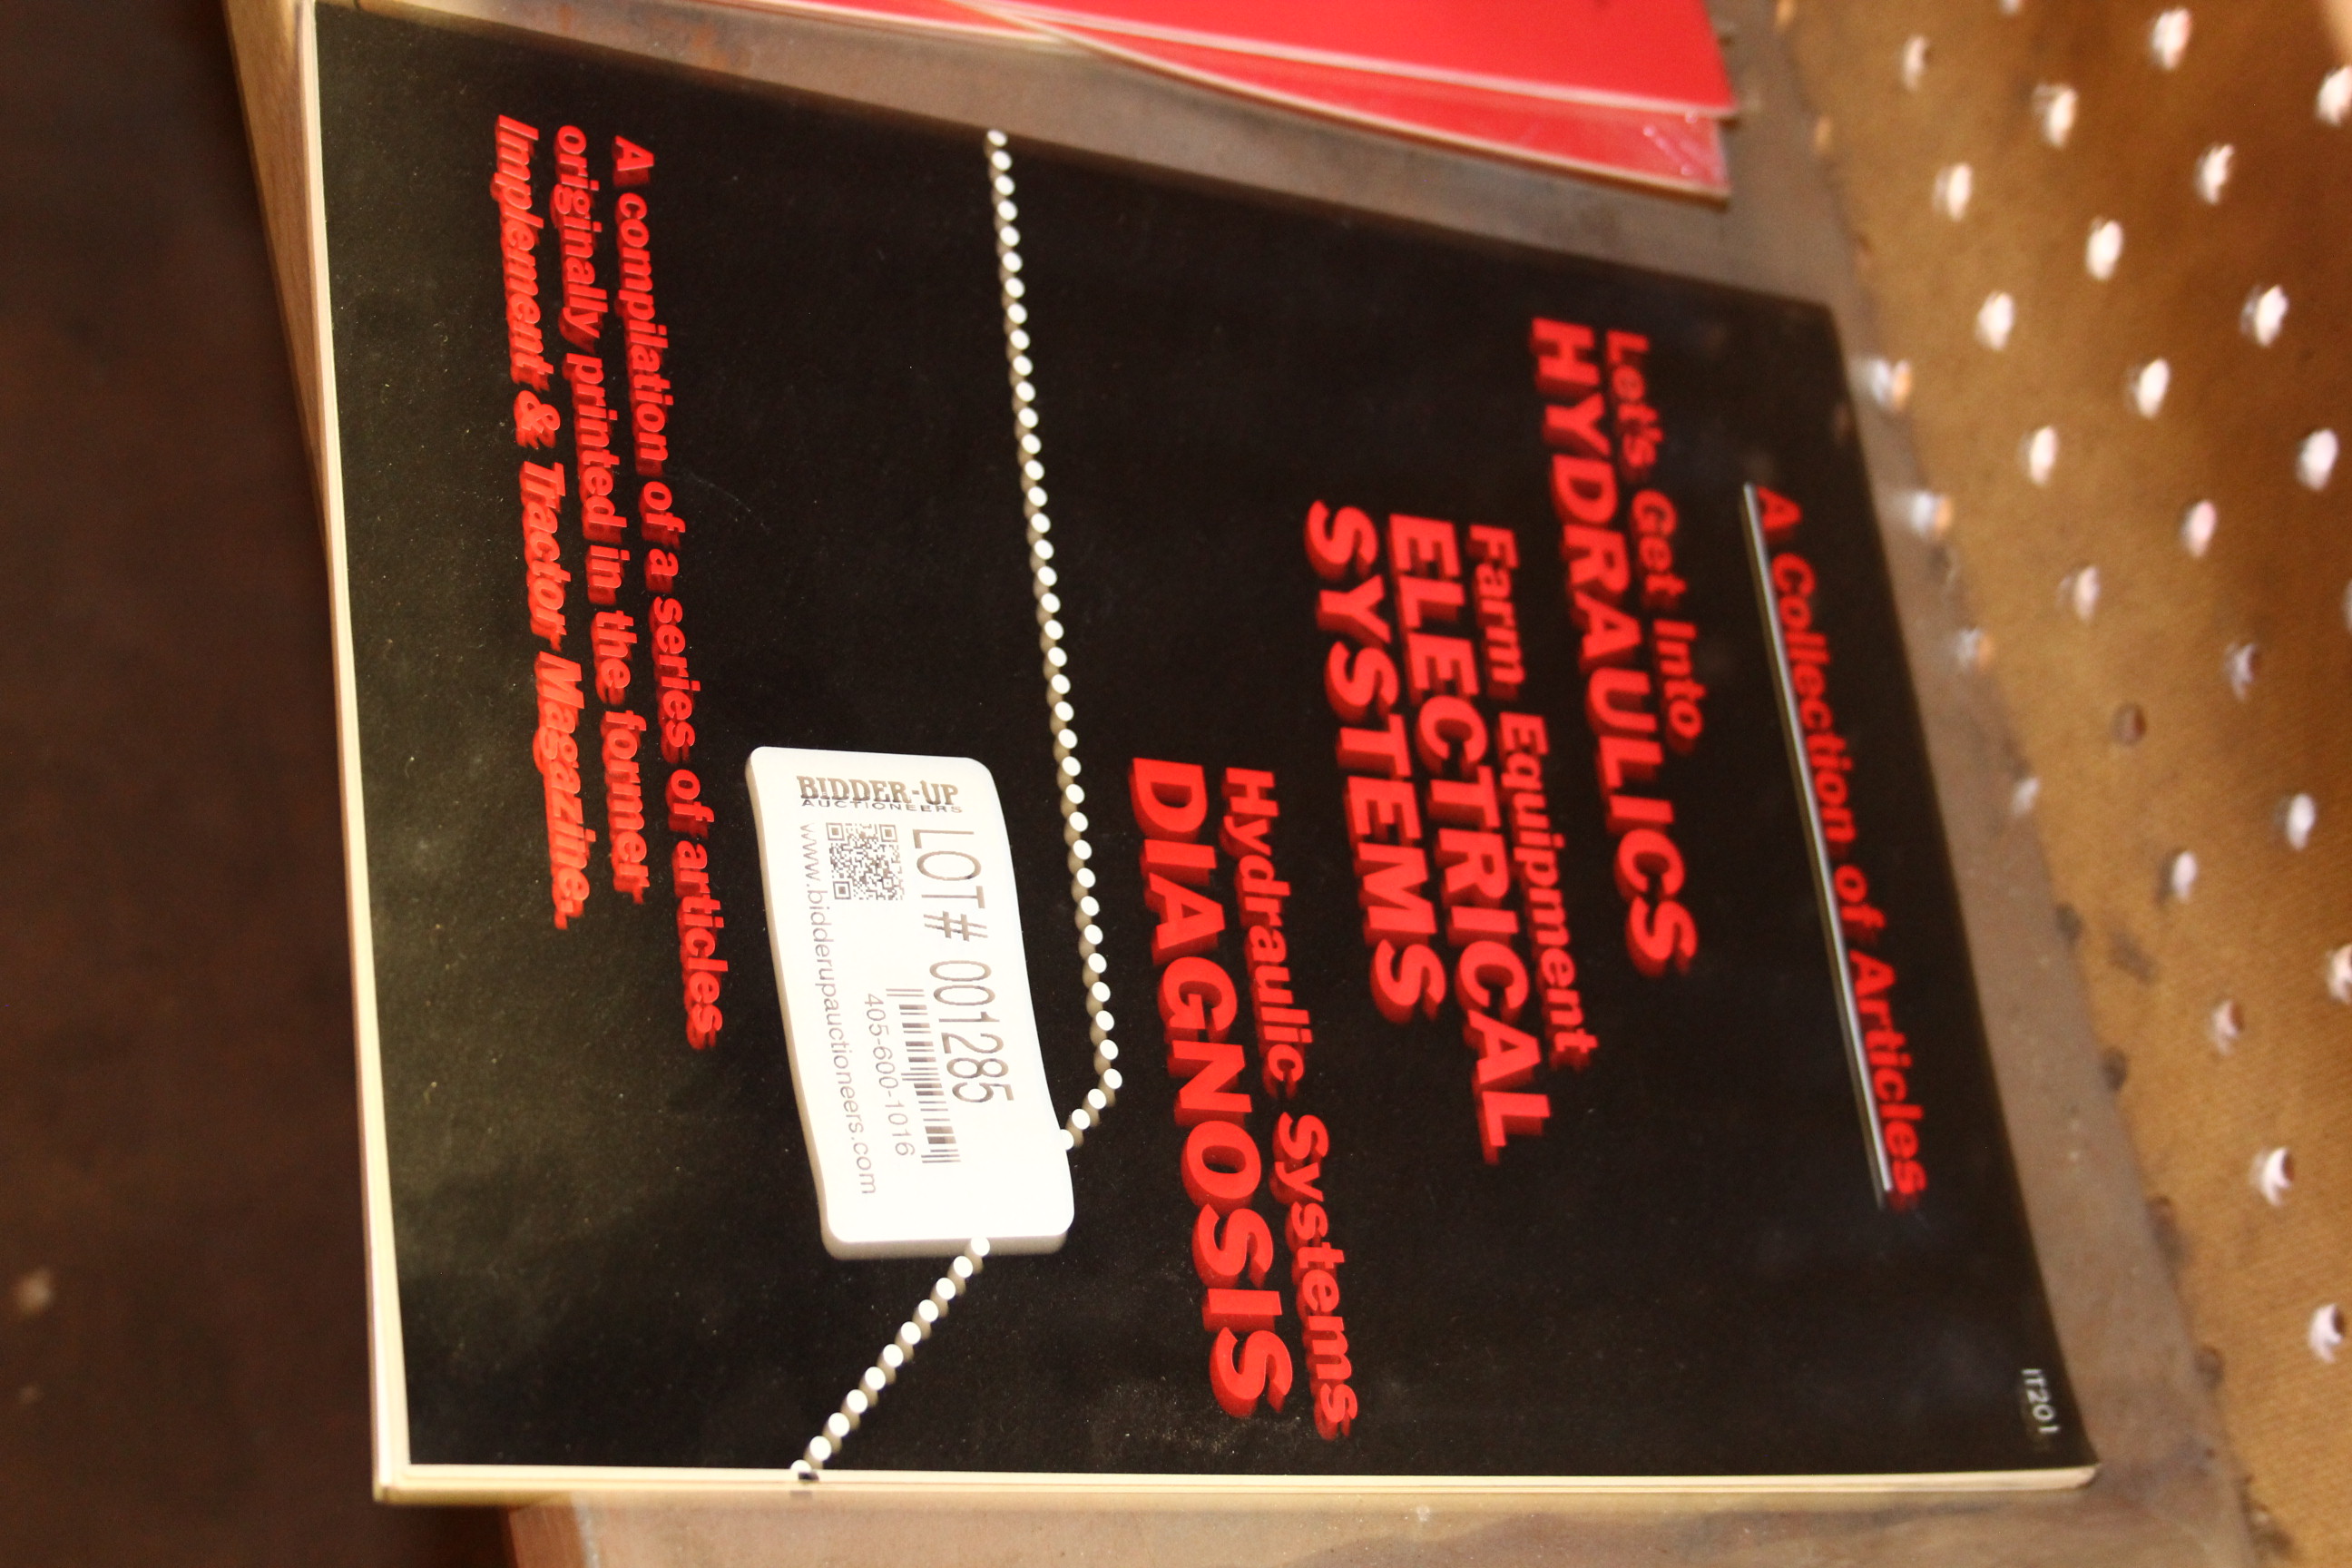 IT201
A Collection of Articles
Let's Get Into
HYDRAULICS
Farm Equipment
ELECTRICAL
SYSTEMS
Hydraulic Systems
DIAGNOSIS
BIDDER-UP
AUCTIONEERS
LOT# 001285
405-600-1016
www.bidderupauctioneers.com
A compilation of a series of articles
originally printed in the former
Implement & Tractor Magazine.